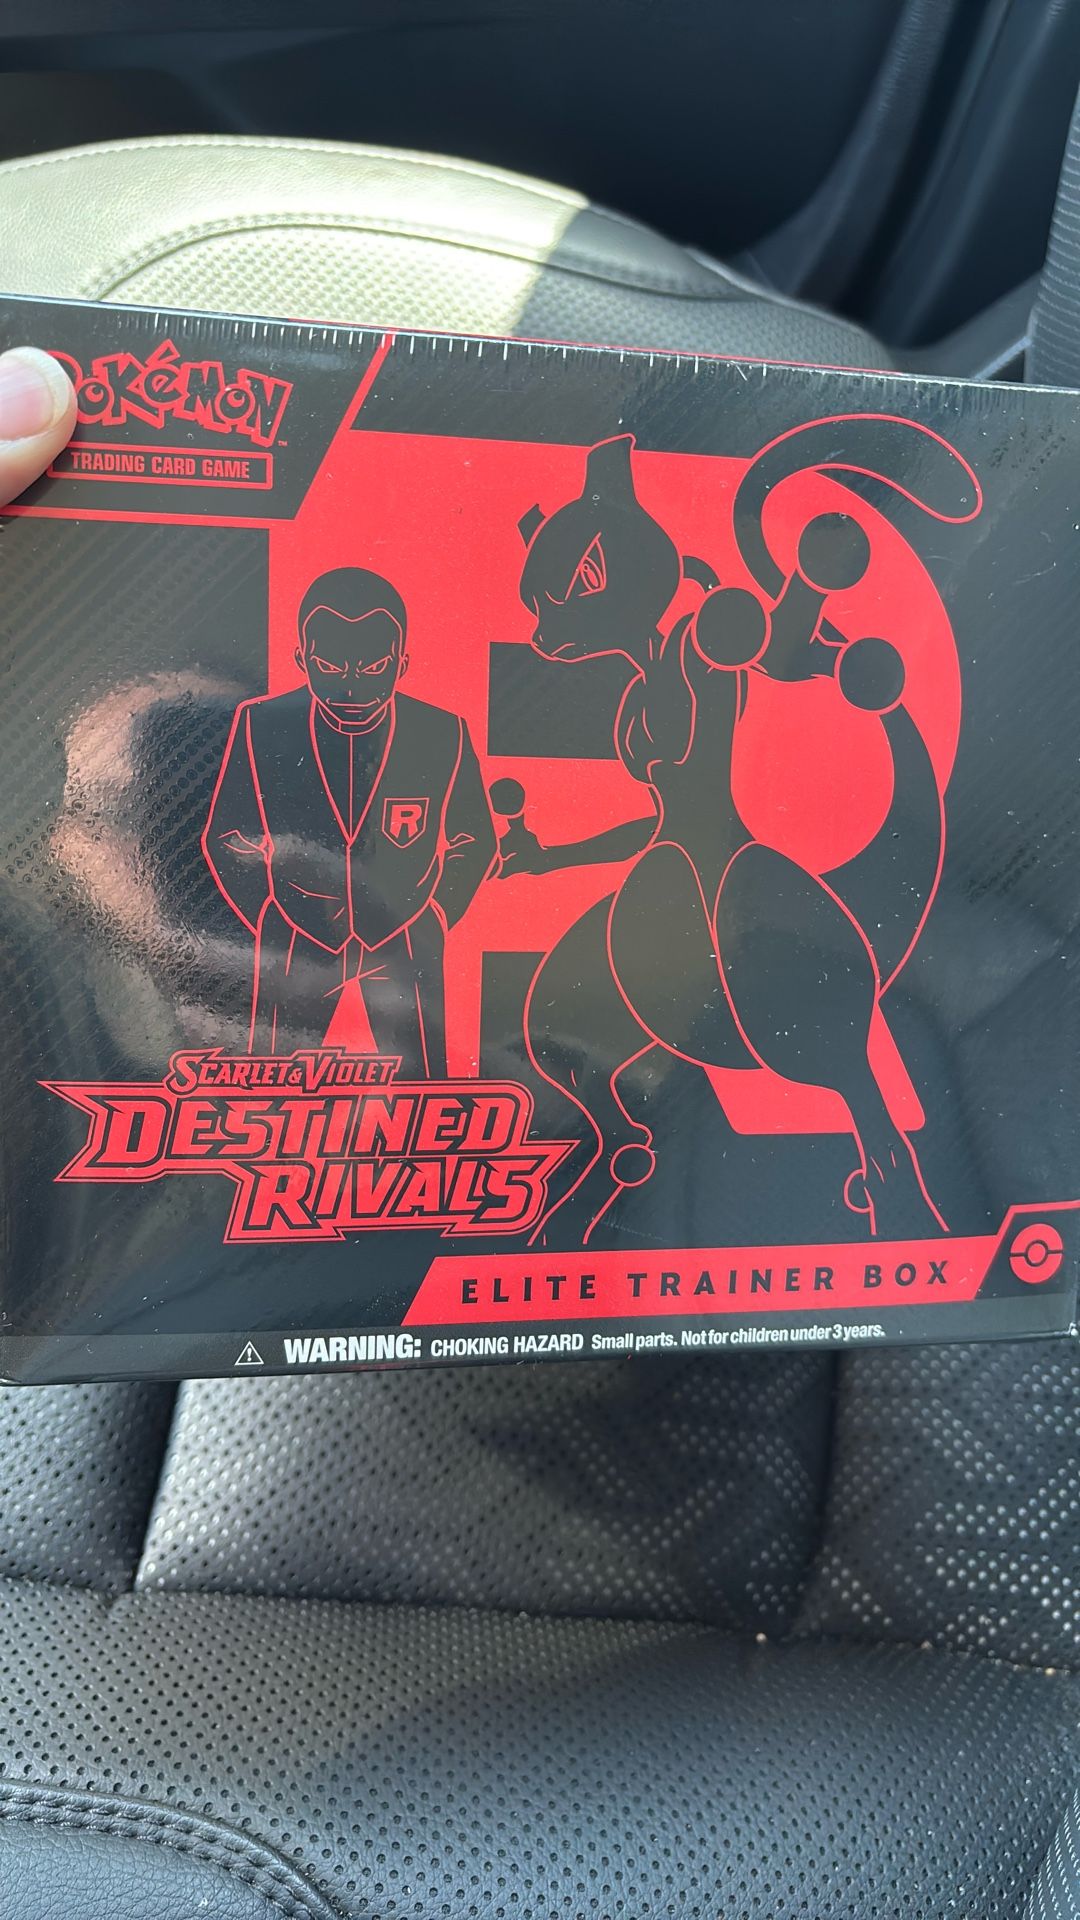 Pokémon
TRADING CARD GAME
R
SCARLET & VIOLET
DESTINED
RIVALS
ELITE TRAINER BOX
WARNING: CHOKING HAZARD Small parts. Not for children under 3 years.